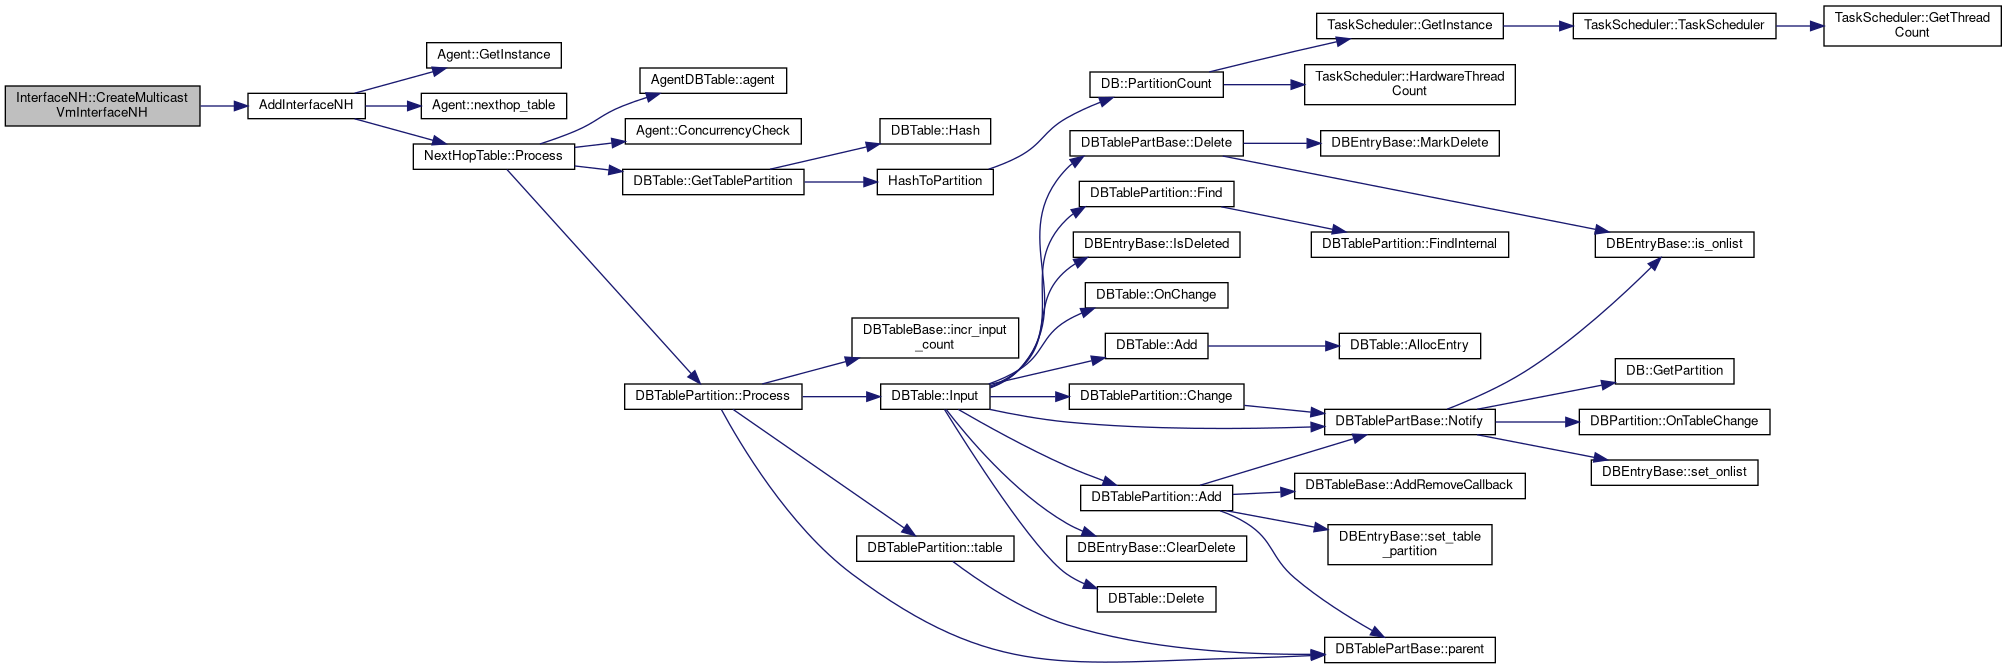 InterfaceNH::CreateMulticast
VmInterfaceNH
AddInterfaceNH
Agent::GetInstance
Agent::nexthop_table
NextHopTable::Process
AgentDBTable::agent
Agent::ConcurrencyCheck
DBTable::GetTablePartition
DBTable::Hash
HashToPartition
DB::PartitionCount
TaskScheduler::GetInstance
TaskScheduler::TaskScheduler
TaskScheduler::GetThread
Count
TaskScheduler::HardwareThread
Count
DBTablePartition::Process
DBTableBase::incr_input
_count
DBTable::Input
DBTablePartBase::Delete
DBEntryBase::MarkDelete
DBEntryBase::is_onlist
DBTablePartition::Find
DBTablePartition::FindInternal
DBEntryBase::IsDeleted
DBTable::OnChange
DBTable::Add
DBTable::AllocEntry
DBTablePartition::Change
DBTablePartBase::Notify
DB::GetPartition
DBPartition::OnTableChange
DBEntryBase::set_onlist
DBTablePartition::Add
DBTableBase::AddRemoveCallback
DBEntryBase::set_table
_partition
DBEntryBase::ClearDelete
DBTable::Delete
DBTablePartition::table
DBTablePartBase::parent